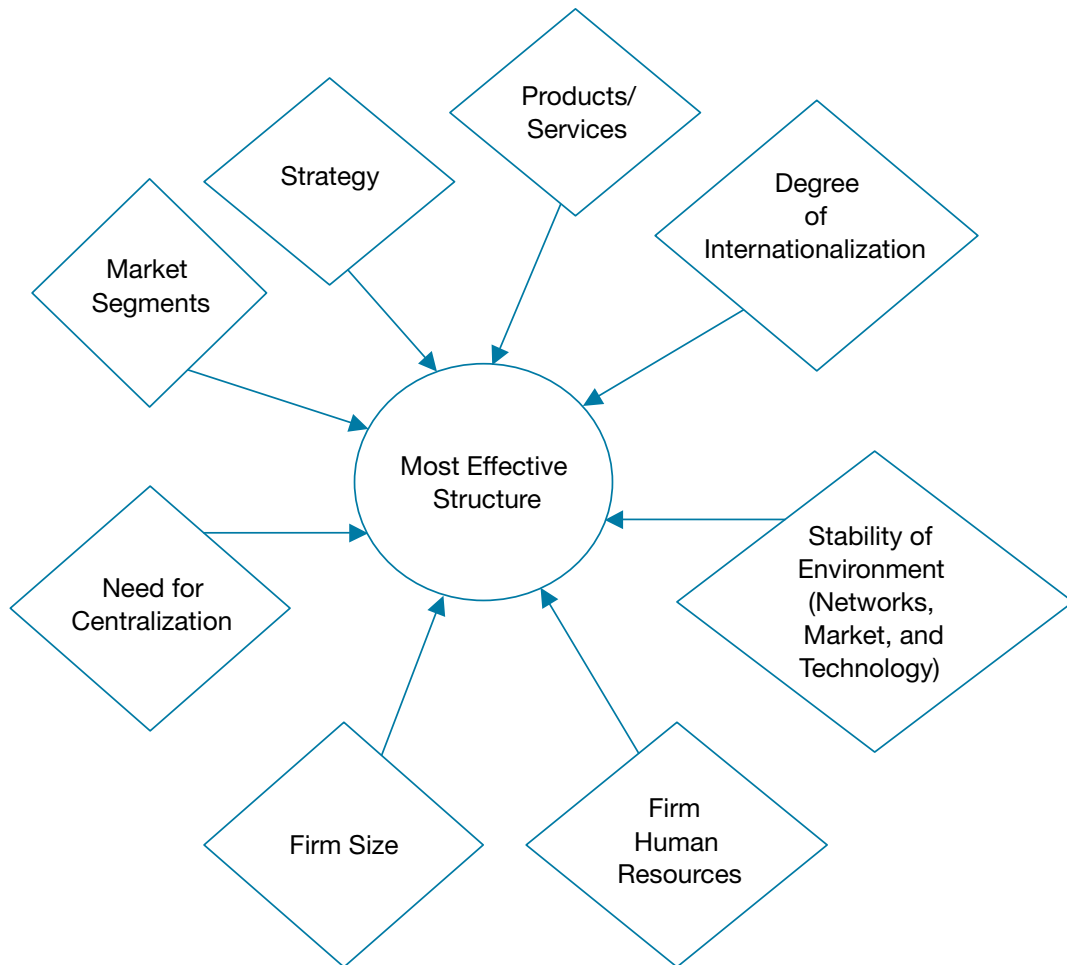 Products/
Services
Strategy
Degree
of
Internationalization
Market
Segments
Most Effective
Structure
Stability of
Environment
(Networks,
Market, and
Technology)
Need for
Centralization
Firm Size
Firm
Human
Resources